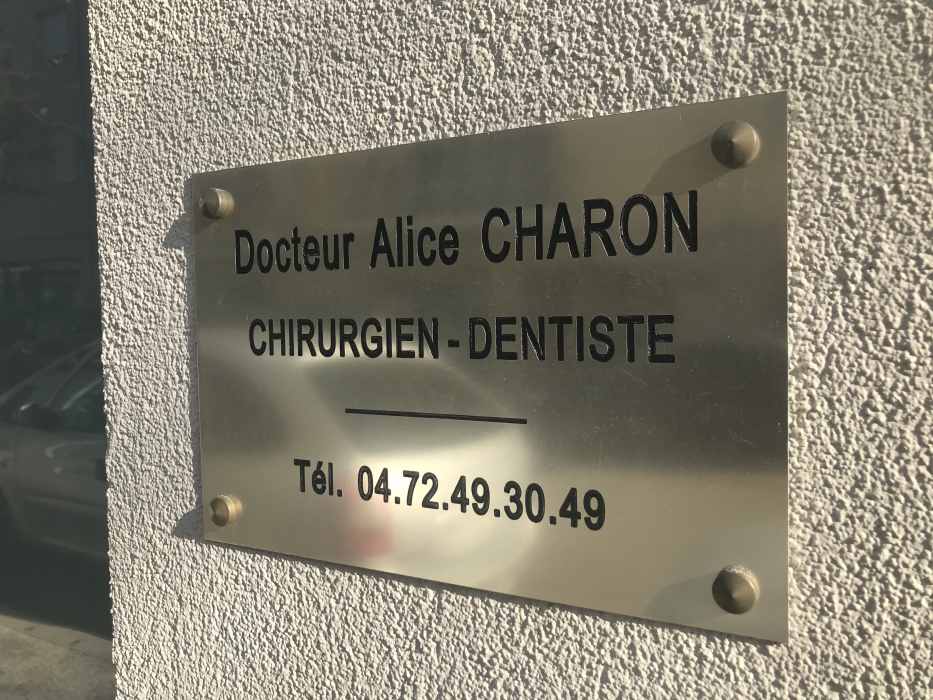 Docteur Alice CHARON
CHIRURGIEN - DENTISTE
Tél. 04.72.49.30.49